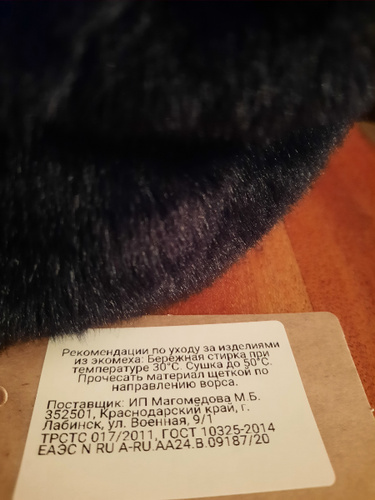 Рекомендации по уходу за изделиями
из экомеха: Бережная стирка при
температуре 30°С. Сушка до 50°С.
Прочесать материал щеткой по
направлению ворса.
Поставщик: ИП Магомедова М.Б.
352501, Краснодарский край, г.
Лабинск, ул. Военная, 9/1
ТРСТС 017/2011, ГОСТ 10325-2014
ЕАЭС N RU А-RU.АА24.В.09187/20